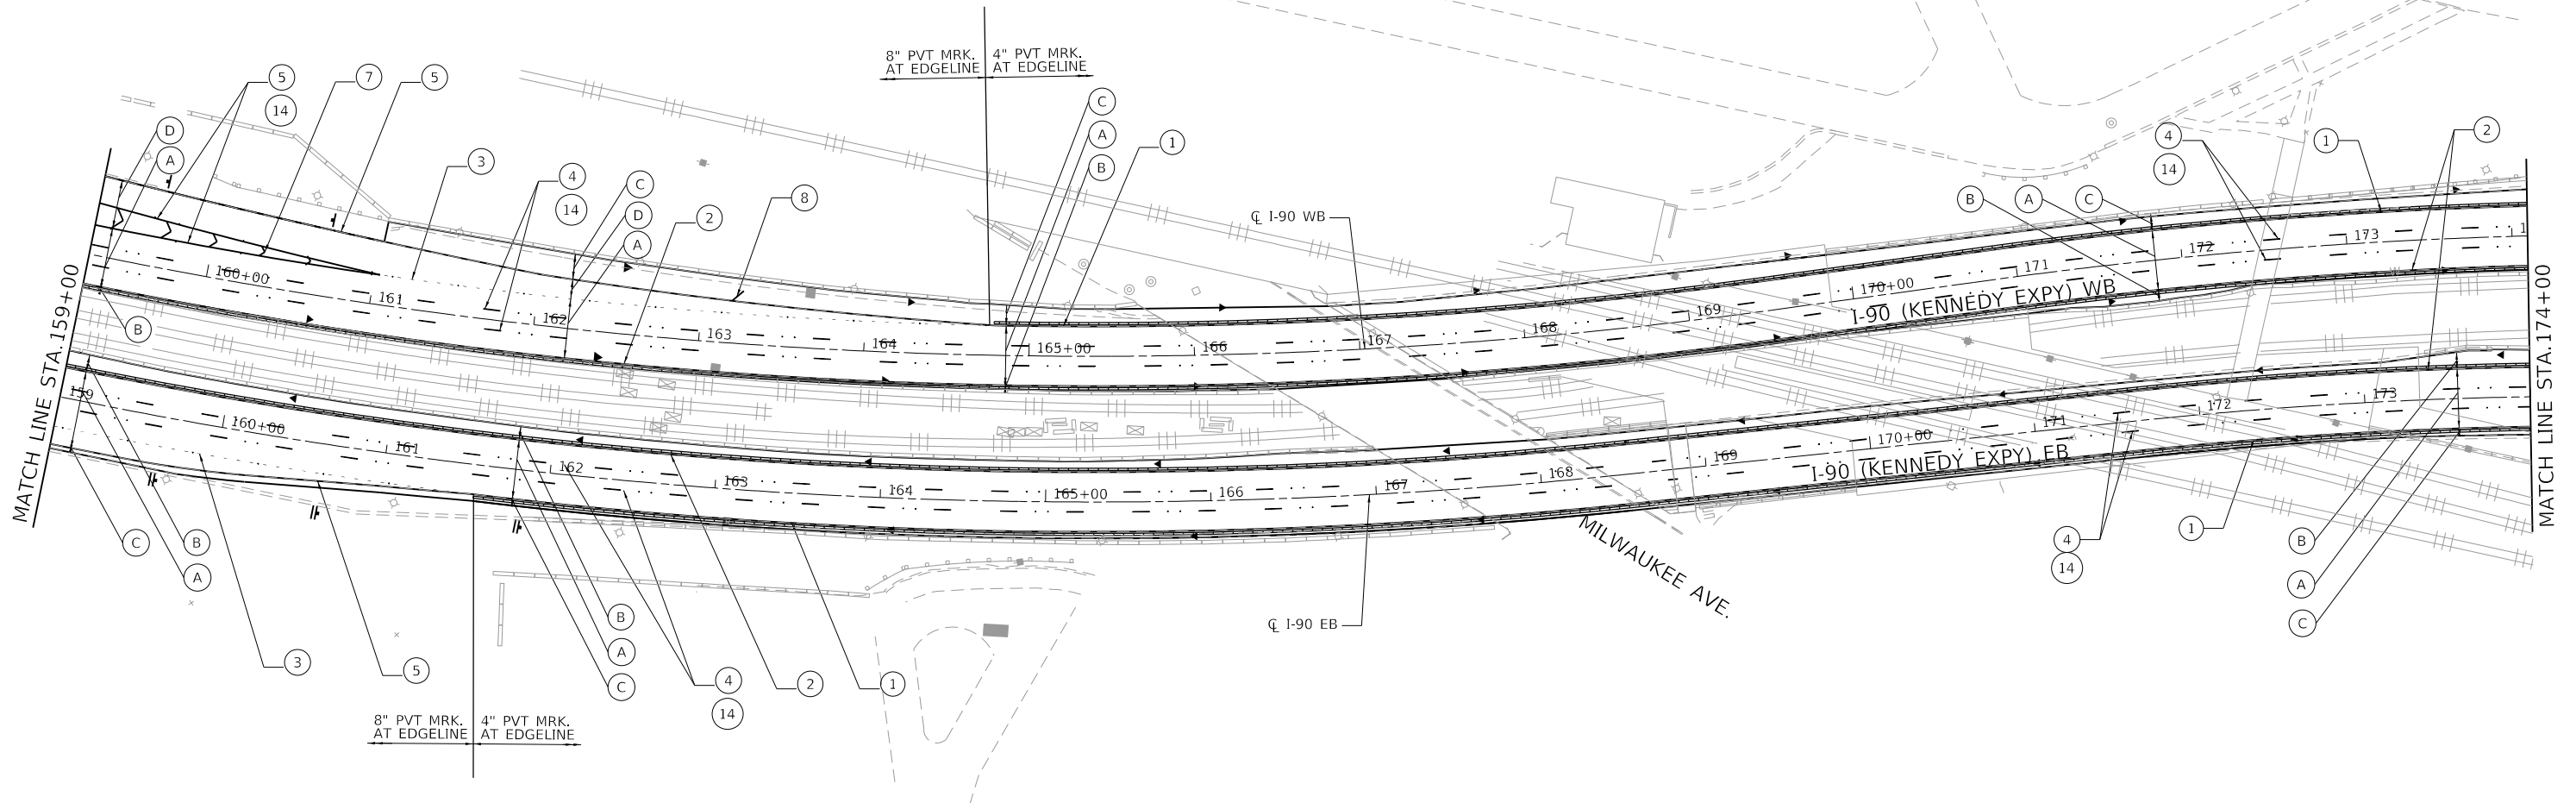 8" PVT MRK.
AT EDGELINE
4" PVT MRK.
AT EDGELINE
5
7
5
14
D
A
3
4
14
C
D
A
2
8
C
A
B
1
℄ I-90 WB
4
14
1
2
B
A
C
B
160+00
161
162
163
164
165+00
166
167
168
169
170+00
171
172
173
1
I-90 (KENNEDY EXPY) WB
MATCH LINE STA.159+00
MATCH LINE STA.174+00
159
160+00
161
162
163
164
165+00
166
167
168
169
170+00
171
172
173
I-90 (KENNEDY EXPY) EB
MILWAUKEE AVE.
C
B
A
3
5
B
A
C
4
14
2
1
℄ I-90 EB
4
14
1
B
A
C
8" PVT MRK.
AT EDGELINE
4" PVT MRK.
AT EDGELINE